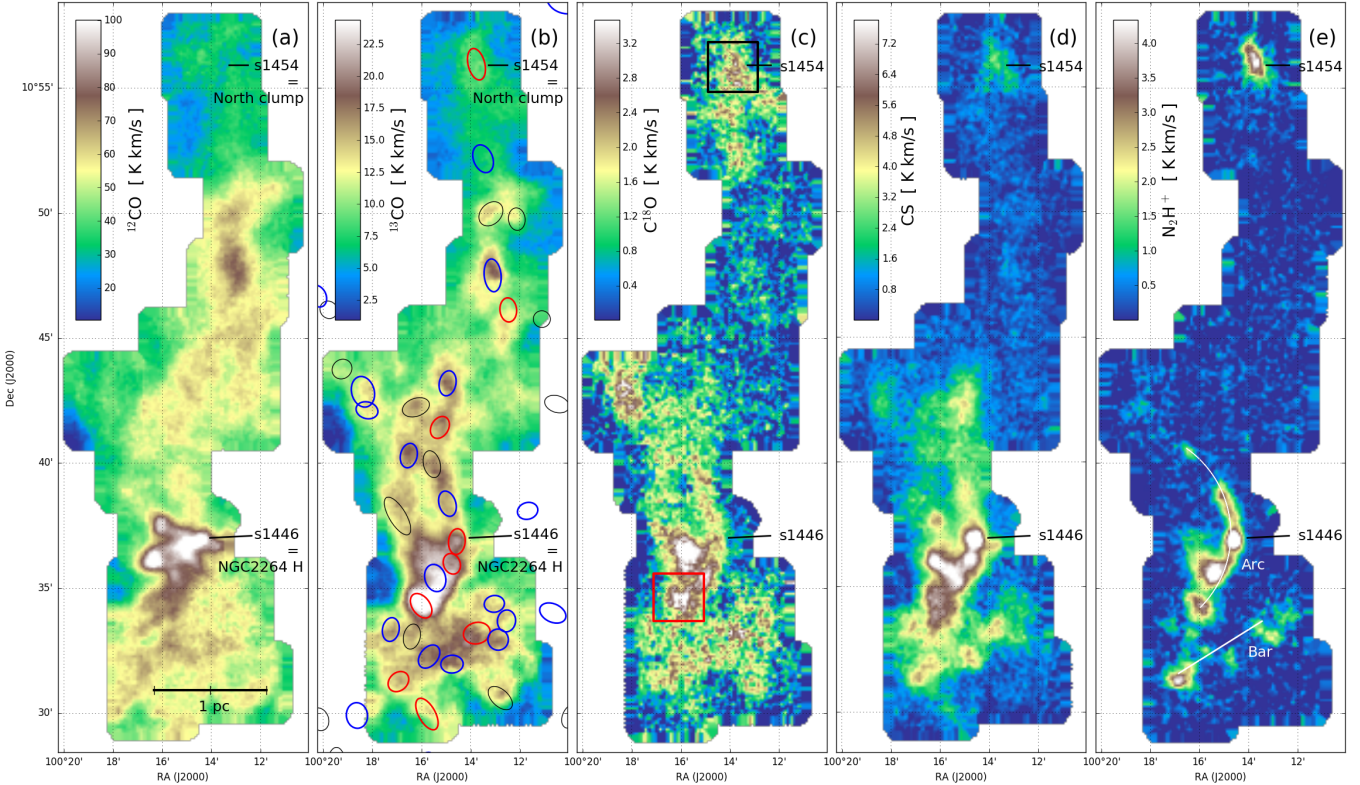 (a)
100
90
80
70
60
50
40
30
20
¹²CO [ K km/s ]
s1454
=
North clump
s1446
=
NGC2264 H
1 pc
10°55'
50'
45'
40'
35'
30'
Dec (J2000)
100°20' 18' 16' 14' 12'
RA (J2000)
(b)
22.5
20.0
17.5
15.0
12.5
10.0
7.5
5.0
2.5
¹³CO [ K km/s ]
s1454
=
North clump
s1446
=
NGC2264 H
100°20' 18' 16' 14' 12'
RA (J2000)
(c)
3.2
2.8
2.4
2.0
1.6
1.2
0.8
0.4
C¹⁸O [ K km/s ]
s1454
s1446
100°20' 18' 16' 14' 12'
RA (J2000)
(d)
7.2
6.4
5.6
4.8
4.0
3.2
2.4
1.6
0.8
CS [ K km/s ]
s1454
s1446
100°20' 18' 16' 14' 12'
RA (J2000)
(e)
4.0
3.5
3.0
2.5
2.0
1.5
1.0
0.5
N₂H⁺ [ K km/s ]
s1454
s1446
Arc
Bar
100°20' 18' 16' 14' 12'
RA (J2000)